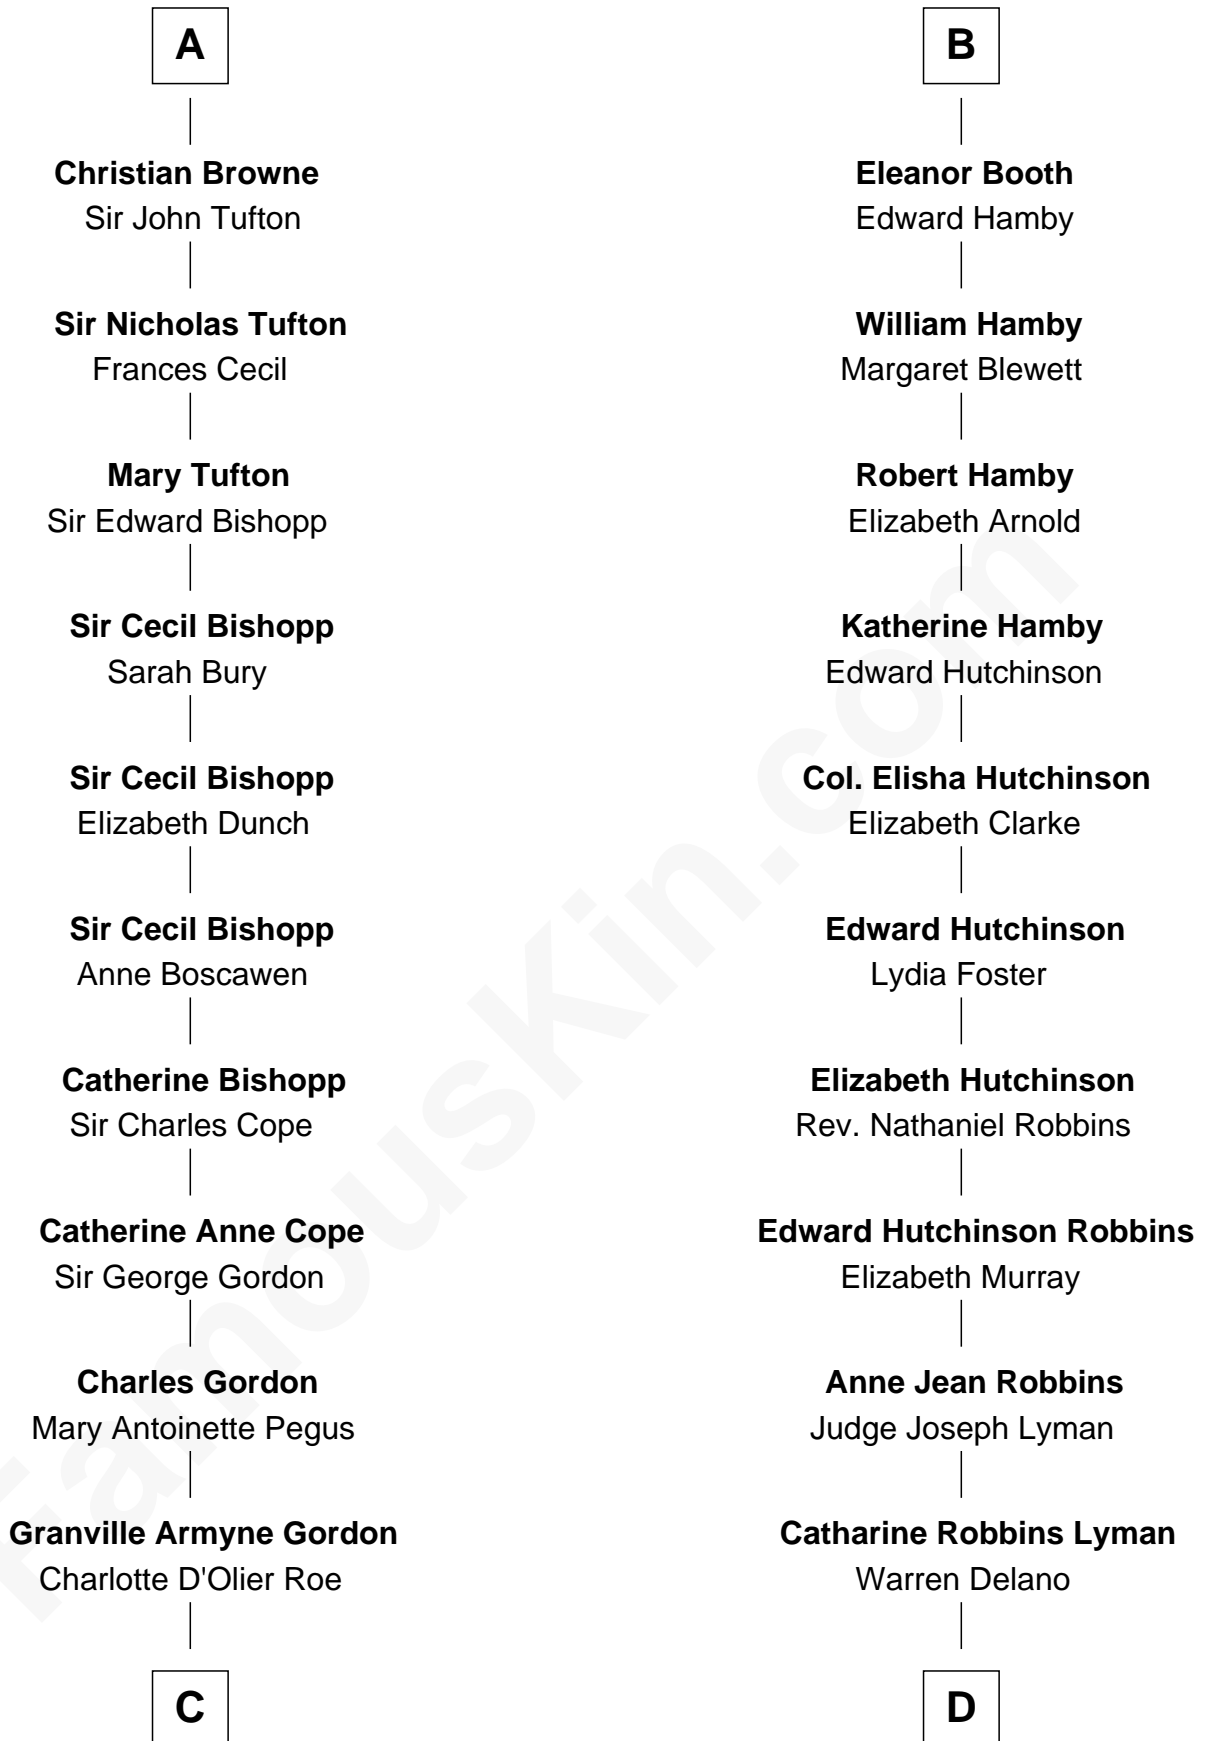 A
Christian Browne
Sir John Tufton
Sir Nicholas Tufton
Frances Cecil
Mary Tufton
Sir Edward Bishopp
Sir Cecil Bishopp
Sarah Bury
Sir Cecil Bishopp
Elizabeth Dunch
Sir Cecil Bishopp
Anne Boscawen
Catherine Bishopp
Sir Charles Cope
Catherine Anne Cope
Sir George Gordon
Charles Gordon
Mary Antoinette Pegus
Granville Armyne Gordon
Charlotte D'Olier Roe
C
B
Eleanor Booth
Edward Hamby
William Hamby
Margaret Blewett
Robert Hamby
Elizabeth Arnold
Katherine Hamby
Edward Hutchinson
Col. Elisha Hutchinson
Elizabeth Clarke
Edward Hutchinson
Lydia Foster
Elizabeth Hutchinson
Rev. Nathaniel Robbins
Edward Hutchinson Robbins
Elizabeth Murray
Anne Jean Robbins
Judge Joseph Lyman
Catharine Robbins Lyman
Warren Delano
D
FamousKin.com